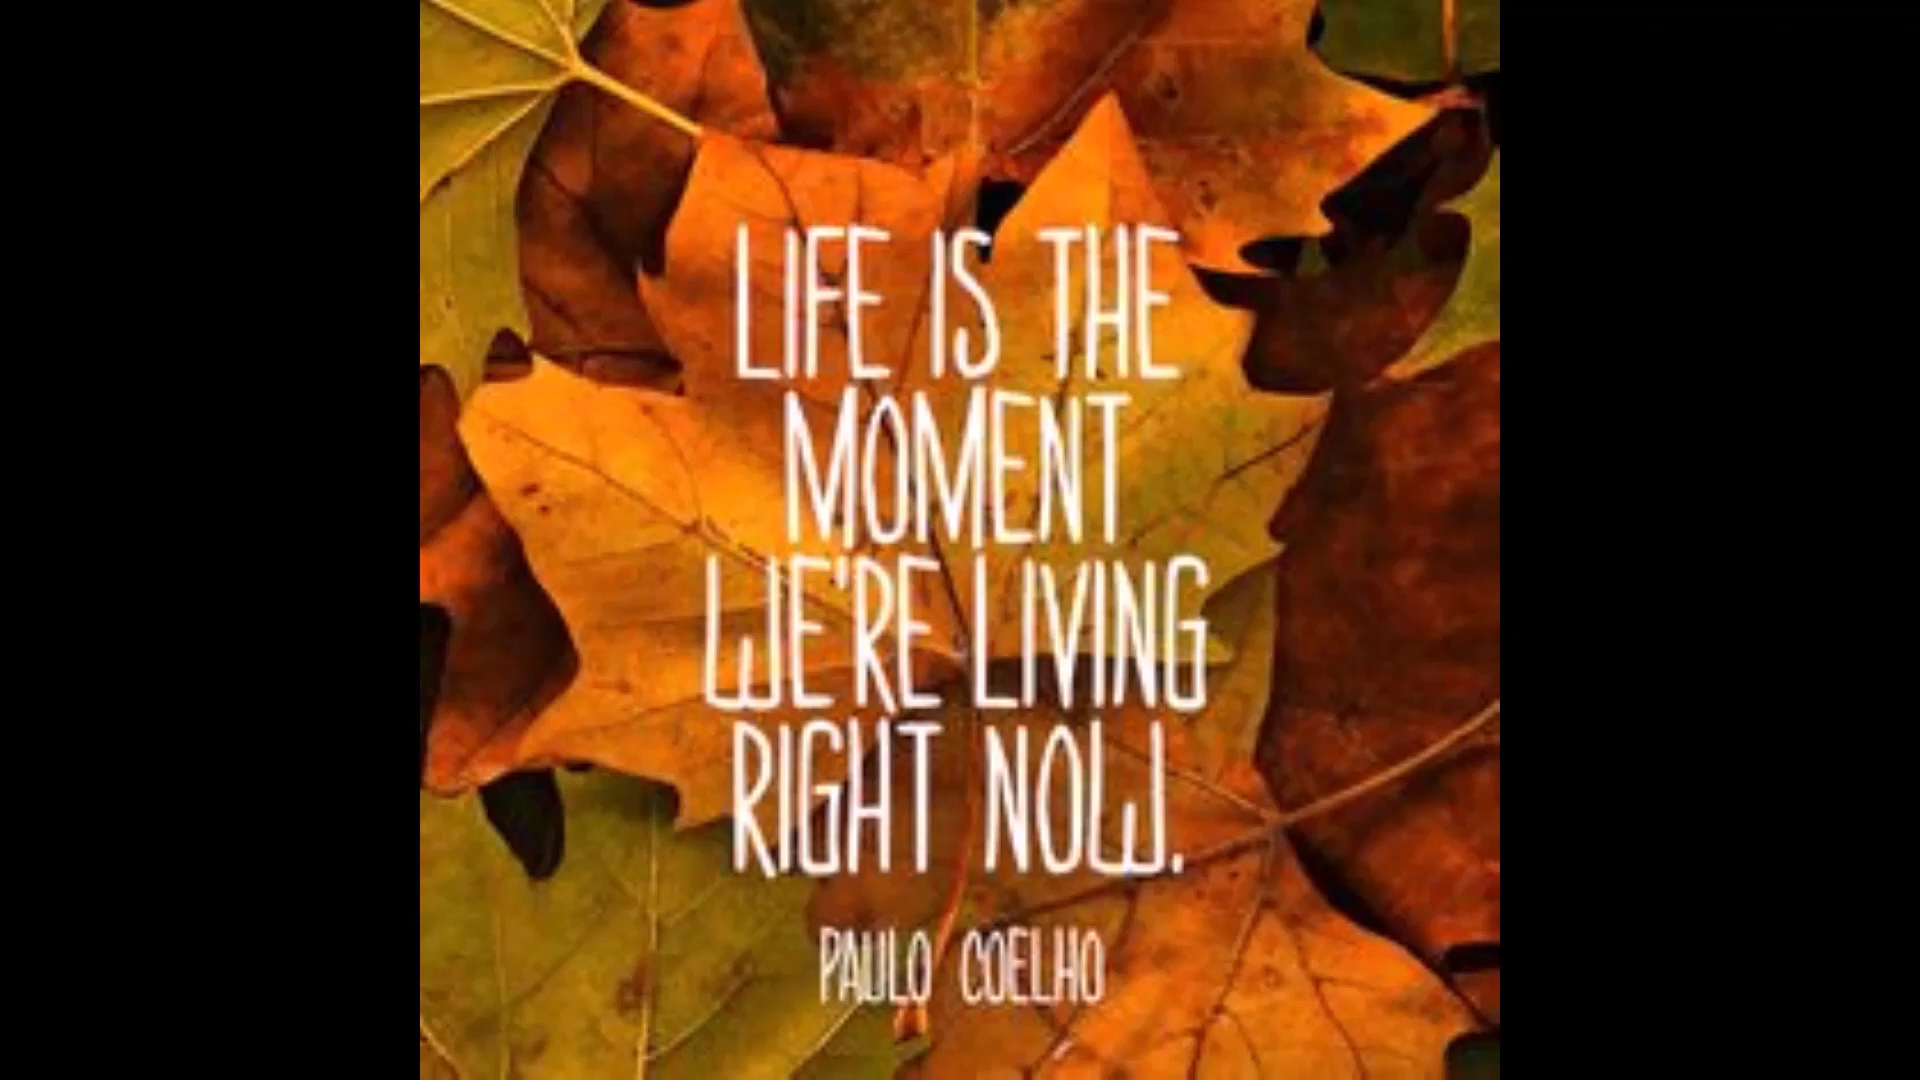 LIFE IS THE
MOMENT
WE'RE LIVING
RIGHT NOW.
PAULO COELHO